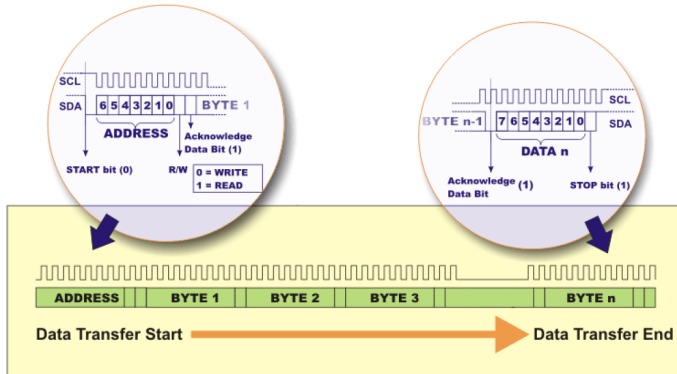 SCL
SDA
6 5 4 3 2 1 0
BYTE 1
ADDRESS
Acknowledge
Data Bit (1)
START bit (0)
R/W
0 = WRITE
1 = READ
SCL
BYTE n-1
7 6 5 4 3 2 1 0
SDA
DATA n
Acknowledge (1)
Data Bit
STOP bit (1)
ADDRESS BYTE 1 BYTE 2 BYTE 3 BYTE n
Data Transfer Start
Data Transfer End